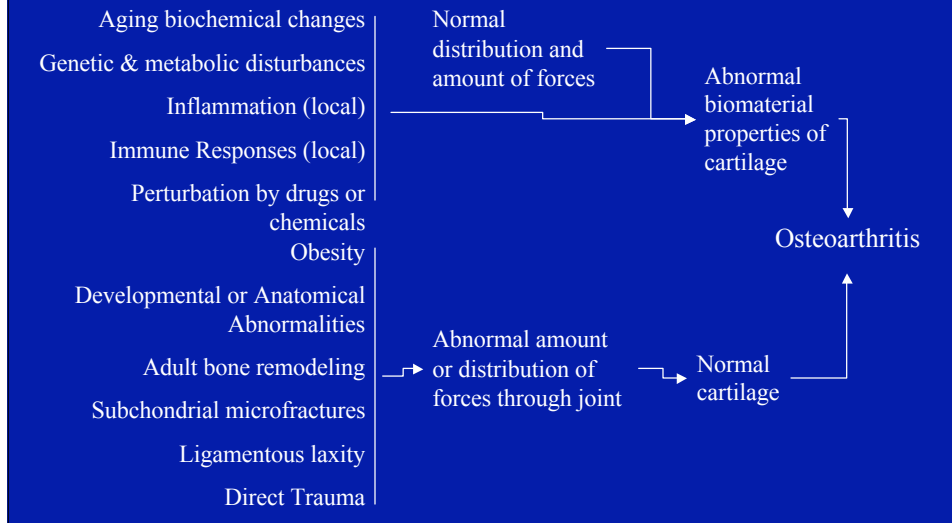 Aging biochemical changes
Genetic & metabolic disturbances
Inflammation (local)
Immune Responses (local)
Perturbation by drugs or
chemicals
Obesity
Developmental or Anatomical
Abnormalities
Adult bone remodeling
Subchondrial microfractures
Ligamentous laxity
Direct Trauma
Normal
distribution and
amount of forces
Abnormal
biomaterial
properties of
cartilage
Abnormal amount
or distribution of
forces through joint
Normal
cartilage
Osteoarthritis